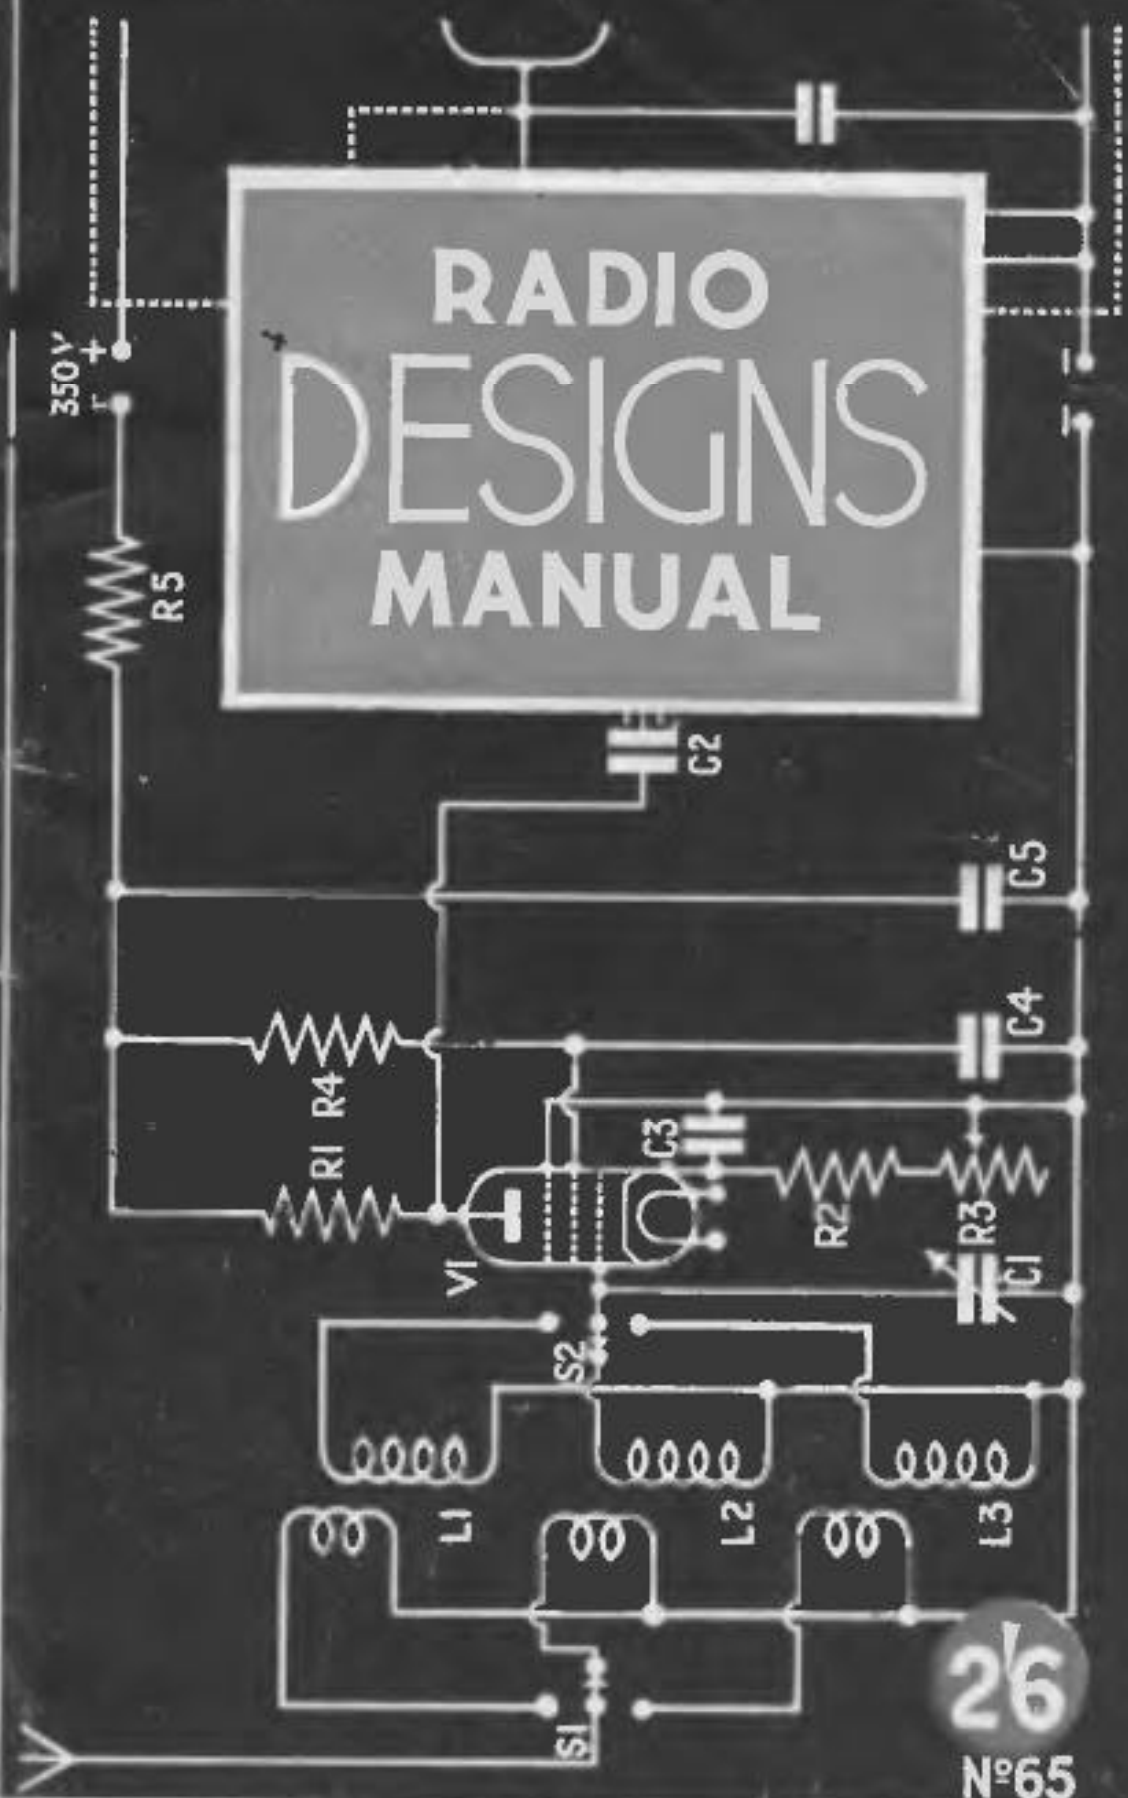 RADIO
DESIGNS
MANUAL
350V
+
-
-
-
R5
C2
C5
C4
R4
R1
C3
R2
R3
C1
V1
S2
L1
L2
L3
S1
2/6
Nº65